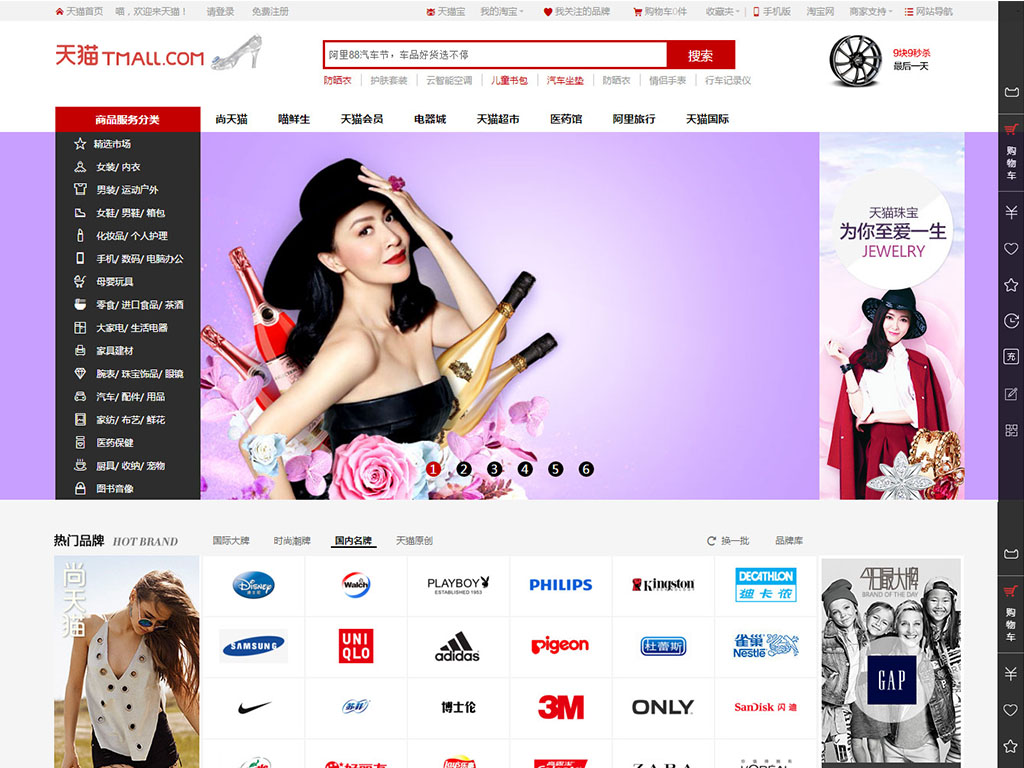 天猫首页 喵，欢迎来天猫！ 请登录 免费注册 天猫宝 我的淘宝 我关注的品牌 购物车0件 收藏夹 手机版 淘宝网 商家支持 网站导航
天猫 TMALL.COM
阿里88汽车节，车品好货选不停 搜索
防晒衣 护肤套装 云智能空调 儿童书包 汽车坐垫 防晒衣 情侣手表 行车记录仪
9块9秒杀
最后一天
商品服务分类 尚天猫 喵鲜生 天猫会员 电器城 天猫超市 医药馆 阿里旅行 天猫国际
精选市场
女装/ 内衣
男装/ 运动户外
女鞋/ 男鞋/ 箱包
化妆品/ 个人护理
手机/ 数码/ 电脑办公
母婴玩具
零食/ 进口食品/ 茶酒
大家电/ 生活电器
家具建材
腕表/ 珠宝饰品/ 眼镜
汽车/ 配件/ 用品
家纺/ 布艺/ 鲜花
医药保健
厨具/ 收纳/ 宠物
图书音像
1 2 3 4 5 6
天猫珠宝
为你至爱一生
JEWELRY
购物车
充
热门品牌 HOT BRAND 国际大牌 时尚潮牌 国内名牌 天猫原创 换一批 品牌库
尚天猫
Disney Walch PLAYBOY PHILIPS Kingston DECATHLON
ESTABLISHED 1953 迪卡侬
SAMSUNG UNI QLO adidas Pigeon 杜蕾斯 雀巢 Nestlé
苏菲 博士伦 3M ONLY SanDisk 闪迪
好丽友 ZARA L'ORÉAL
今日最大牌
BRAND OF THE DAY
GAP
购物车